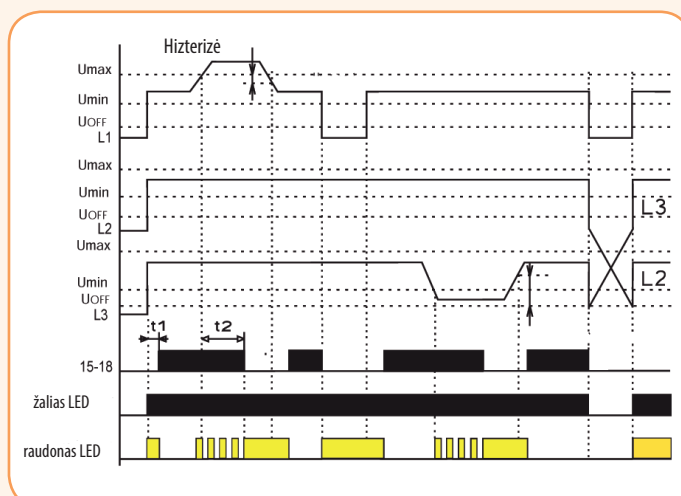 Hizterizė
Umax
Umin
UOFF
L1
Umax
Umin
UOFF
L2
L3
Umax
Umin
UOFF
L3
L2
t1
t2
15-18
žalias LED
raudonas LED